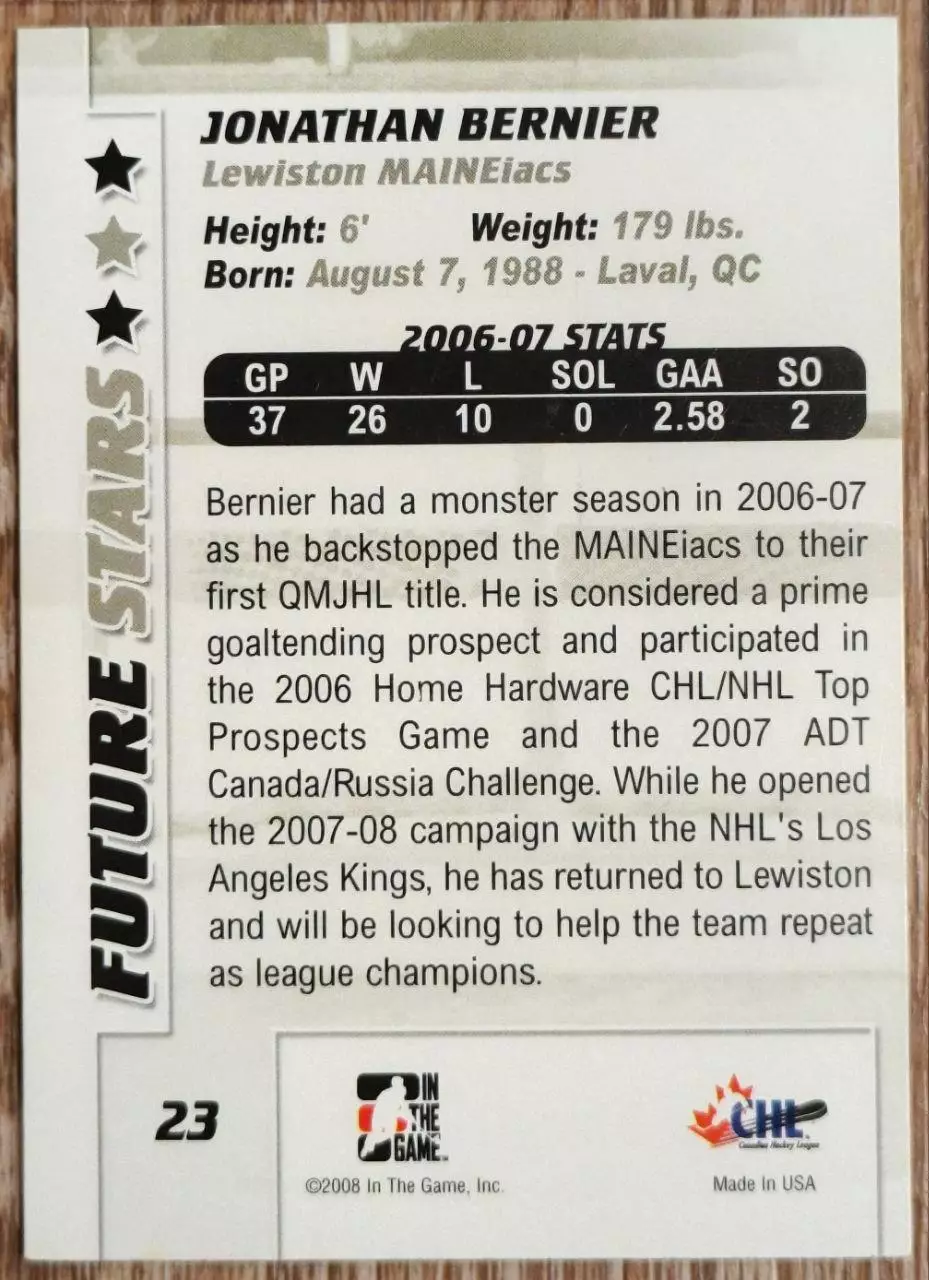 JONATHAN BERNIER
Lewiston MAINEiacs
Height: 6' Weight: 179 lbs.
Born: August 7, 1988 - Laval, QC
2006-07 STATS
GP W L SOL GAA SO
37 26 10 0 2.58 2
Bernier had a monster season in 2006-07
as he backstopped the MAINEiacs to their
first QMJHL title. He is considered a prime
goaltending prospect and participated in
the 2006 Home Hardware CHL/NHL Top
Prospects Game and the 2007 ADT
Canada/Russia Challenge. While he opened
the 2007-08 campaign with the NHL's Los
Angeles Kings, he has returned to Lewiston
and will be looking to help the team repeat
as league champions.
FUTURE STARS
23
IN
THE
GAME
©2008 In The Game, Inc.
CHL
Canadian Hockey League
Made In USA